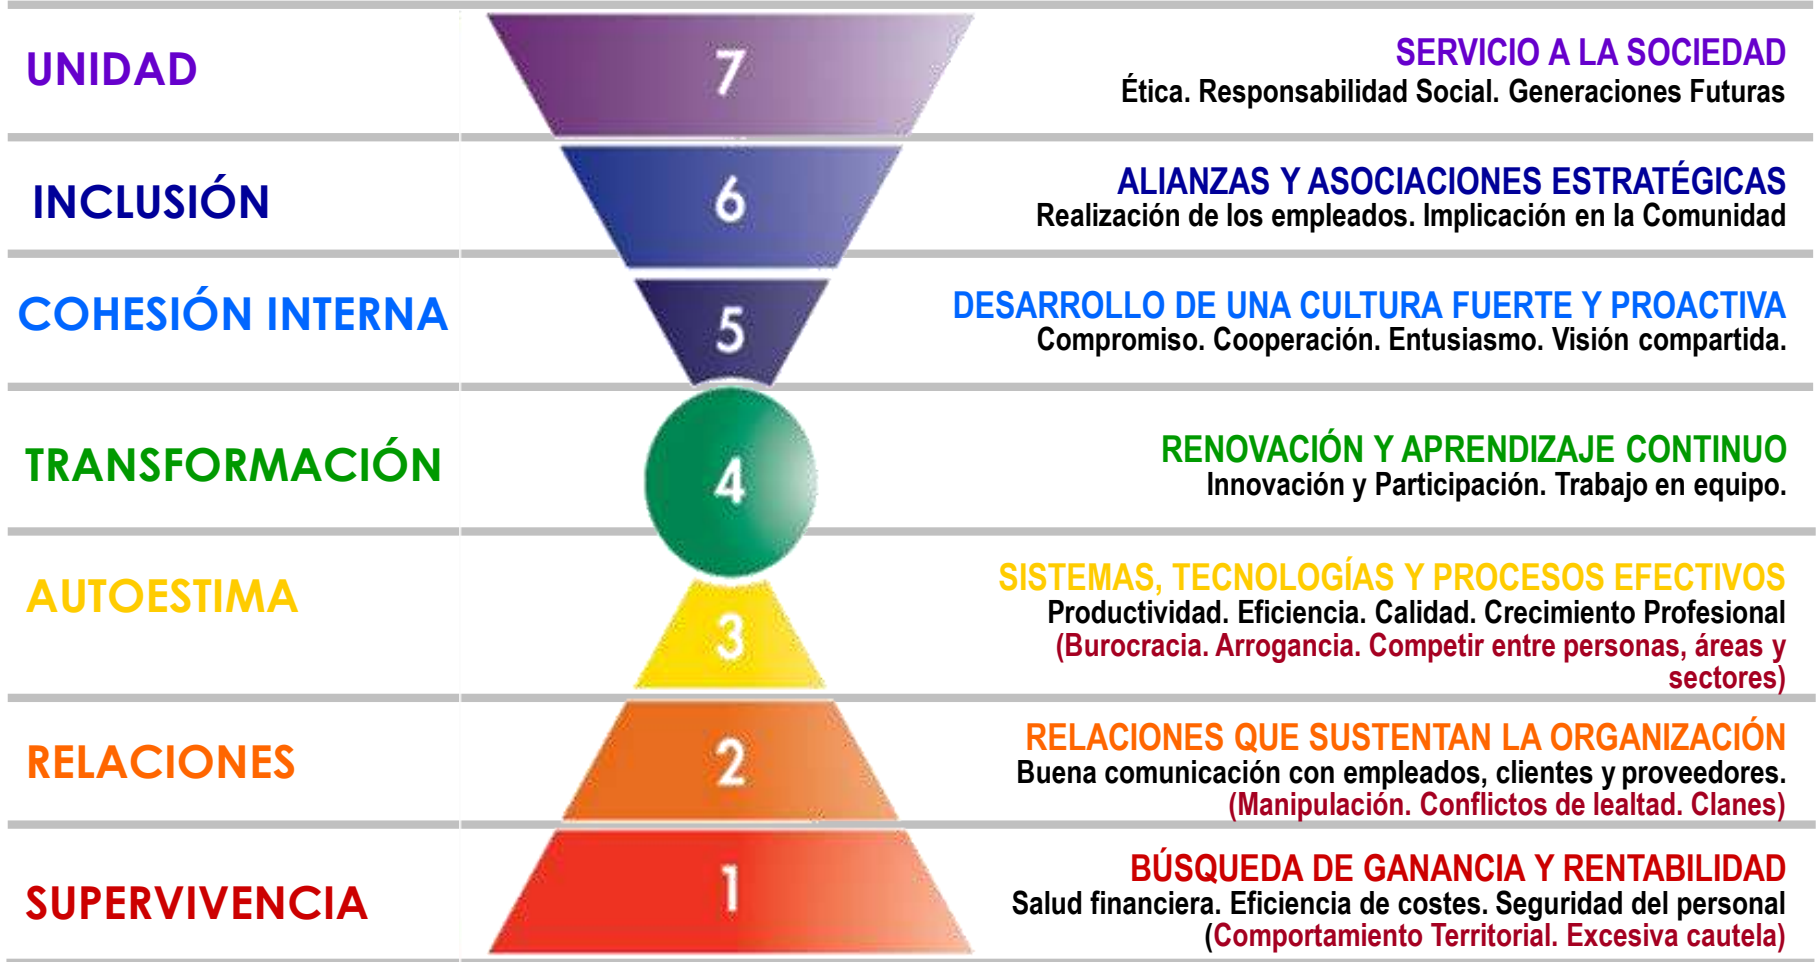 UNIDAD
7
SERVICIO A LA SOCIEDAD
Ética. Responsabilidad Social. Generaciones Futuras
INCLUSIÓN
6
ALIANZAS Y ASOCIACIONES ESTRATÉGICAS
Realización de los empleados. Implicación en la Comunidad
COHESIÓN INTERNA
5
DESARROLLO DE UNA CULTURA FUERTE Y PROACTIVA
Compromiso. Cooperación. Entusiasmo. Visión compartida.
TRANSFORMACIÓN
4
RENOVACIÓN Y APRENDIZAJE CONTINUO
Innovación y Participación. Trabajo en equipo.
AUTOESTIMA
3
SISTEMAS, TECNOLOGÍAS Y PROCESOS EFECTIVOS
Productividad. Eficiencia. Calidad. Crecimiento Profesional
(Burocracia. Arrogancia. Competir entre personas, áreas y
sectores)
RELACIONES
2
RELACIONES QUE SUSTENTAN LA ORGANIZACIÓN
Buena comunicación con empleados, clientes y proveedores.
(Manipulación. Conflictos de lealtad. Clanes)
SUPERVIVENCIA
1
BÚSQUEDA DE GANANCIA Y RENTABILIDAD
Salud financiera. Eficiencia de costes. Seguridad del personal
(Comportamiento Territorial. Excesiva cautela)